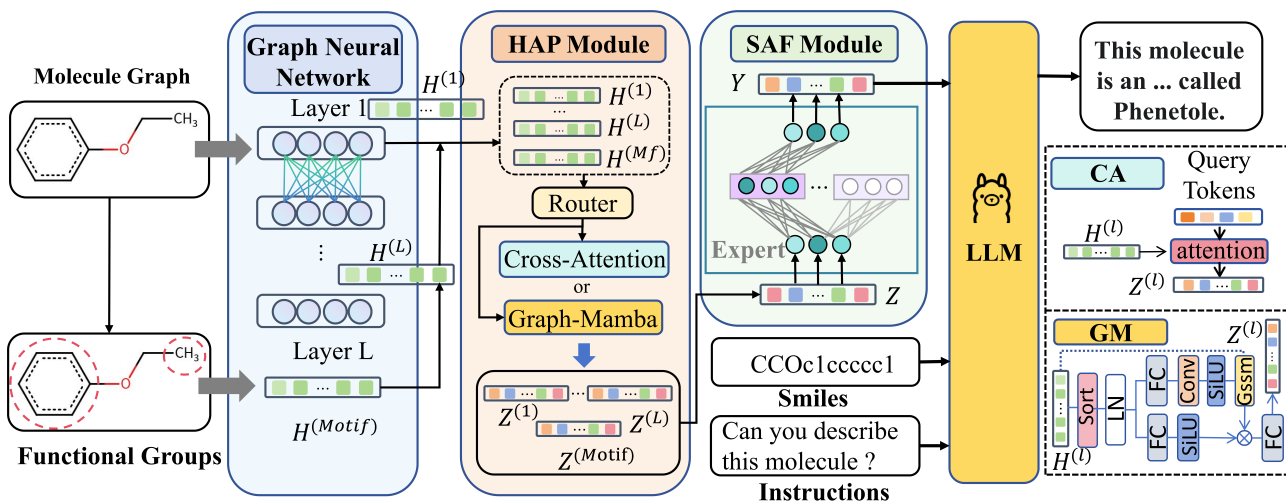 Molecule Graph
CH₃
O
CH₃
O
Functional Groups
Graph Neural
Network
Layer 1
H^(1)
⋮
H^(L)
Layer L
H^(Motif)
HAP Module
H^(1)
...
H^(L)
H^(Mf)
Router
Cross-Attention
or
Graph-Mamba
Z^(1)
...
Z^(L)
Z^(Motif)
SAF Module
Y
...
Expert
Z
CCOc1ccccc1
Smiles
Can you describe
this molecule ?
Instructions
LLM
This molecule
is an ... called
Phenetole.
CA
Query
Tokens
H^(l)
attention
Z^(l)
GM
Z^(l)
H^(l)
Sort
LN
FC
Conv
SiLU
Gssm
FC
SiLU
FC